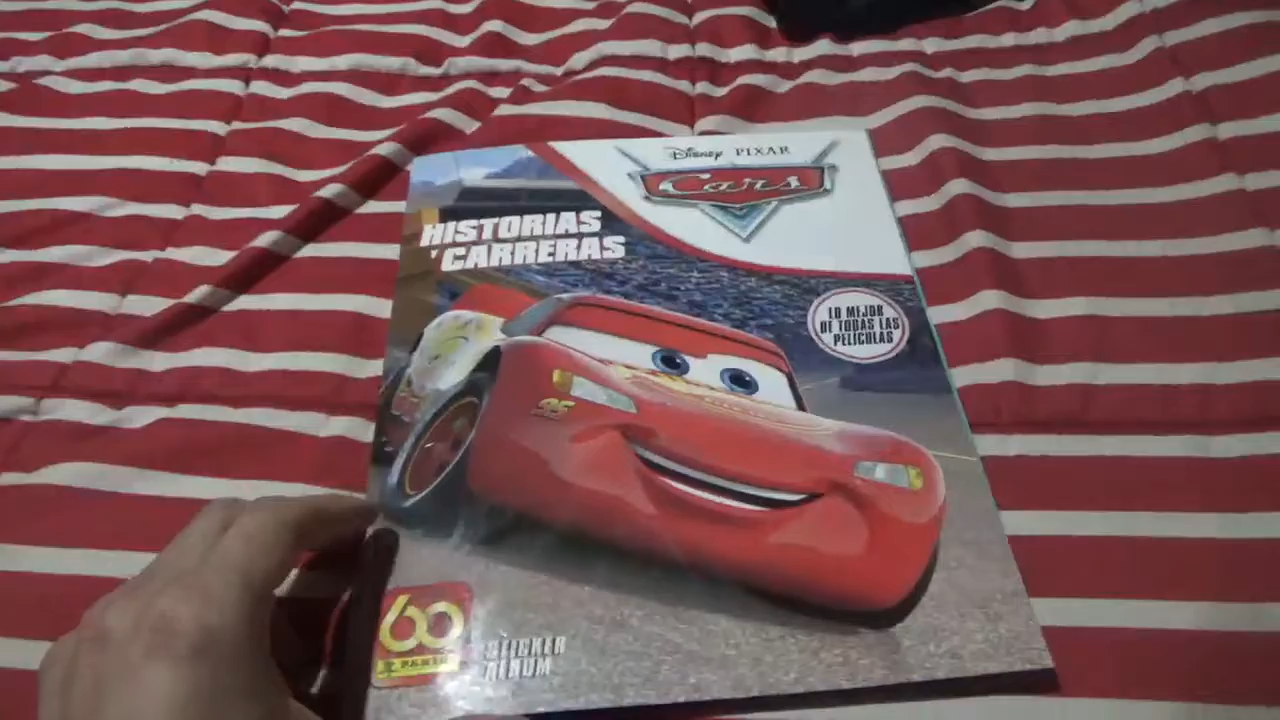 Disney PIXAR
Cars
HISTORIAS
Y CARRERAS
LO MEJOR
DE TODAS LAS
PELÍCULAS
95
60
PANINI
STICKER
ALBUM